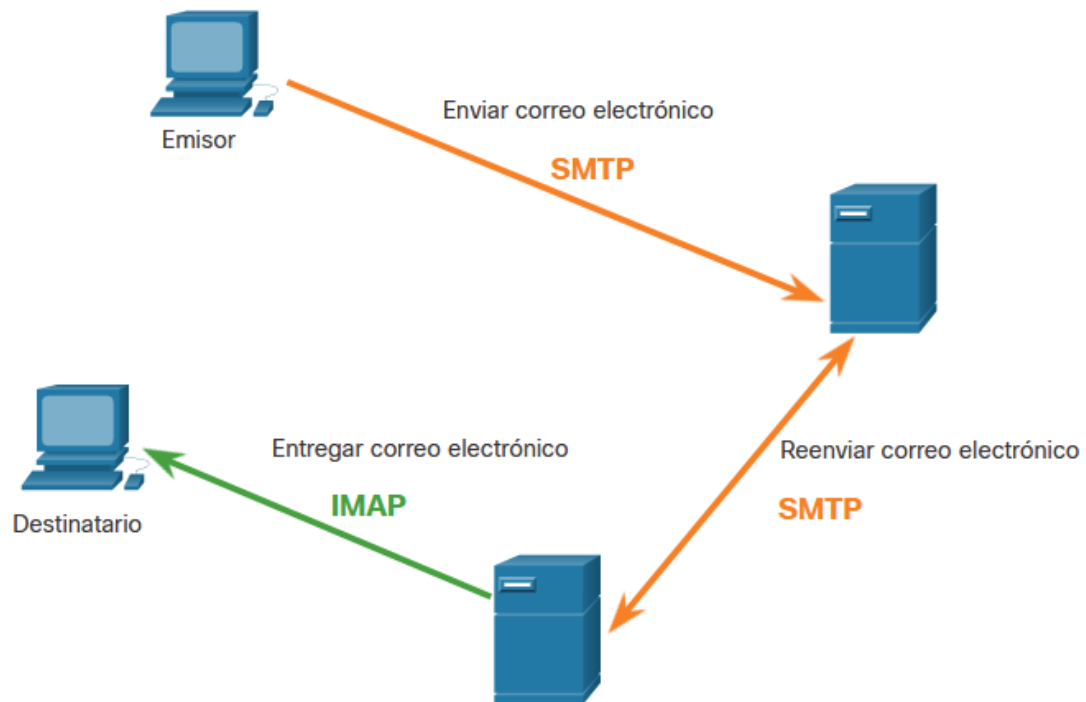 Enviar correo electrónico
Emisor
SMTP
Entregar correo electrónico
Reenviar correo electrónico
IMAP
SMTP
Destinatario